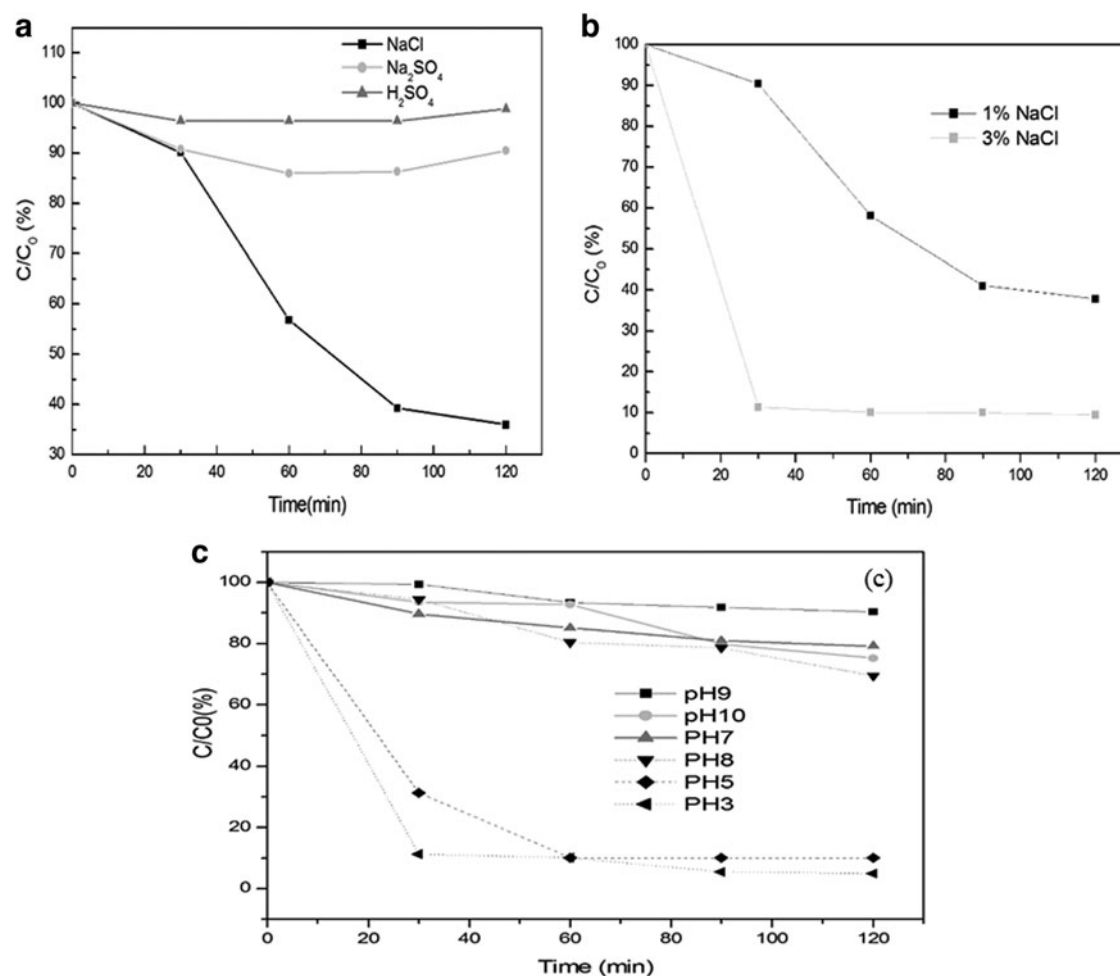 a
NaCl
Na₂SO₄
H₂SO₄
110
100
90
80
70
60
50
40
30
C/C₀ (%)
0 20 40 60 80 100 120
Time(min)
b
1% NaCl
3% NaCl
100
90
80
70
60
50
40
30
20
10
0
C/C₀ (%)
0 20 40 60 80 100 120
Time (min)
c
(c)
100
80
60
40
20
0
C/C0(%)
pH9
pH10
PH7
PH8
PH5
PH3
0 20 40 60 80 100 120
Time (min)